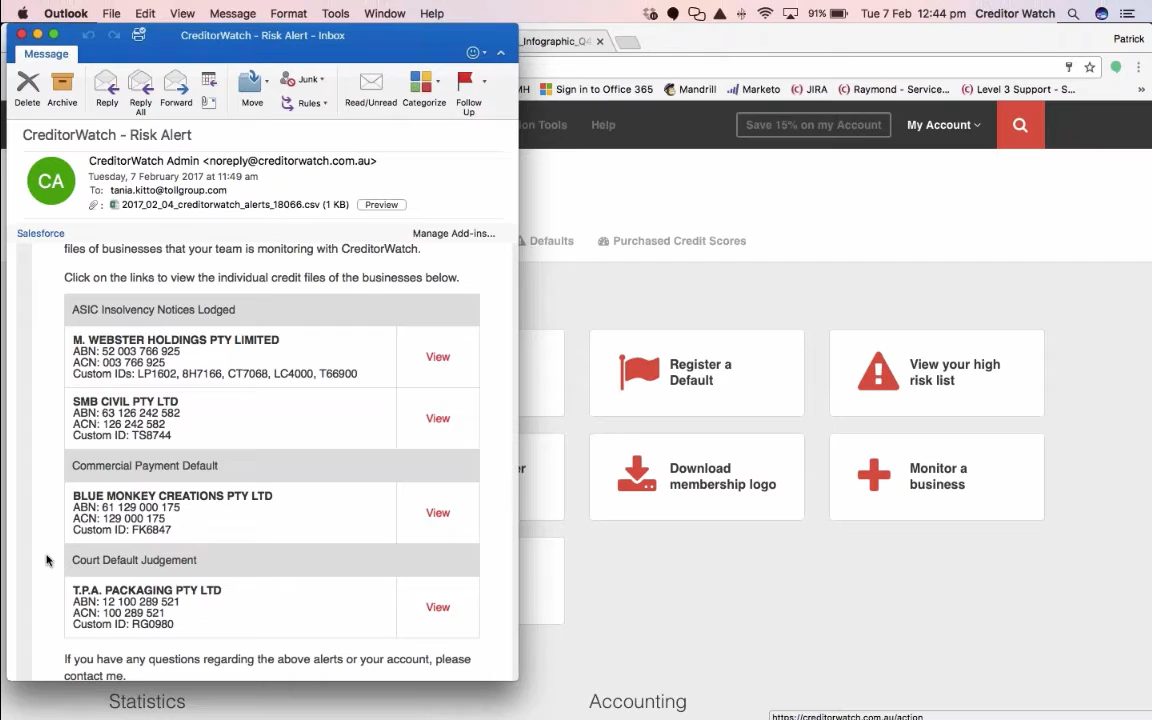 Outlook File Edit View Message Format Tools Window Help 91% Tue 7 Feb 12:44 pm Creditor Watch
CreditorWatch - Risk Alert - Inbox
_Infographic_Q4
Patrick
Message
Delete Archive Reply Reply All Forward Move Junk Rules Read/Unread Categorize Follow Up
MH Sign in to Office 365 Mandrill Marketo JIRA Raymond - Service... Level 3 Support - S... »
ion Tools Help Save 15% on my Account My Account
CreditorWatch - Risk Alert
CA
CreditorWatch Admin <noreply@creditorwatch.com.au>
Tuesday, 7 February 2017 at 11:49 am
To: tania.kitto@tollgroup.com
2017_02_04_creditorwatch_alerts_18066.csv (1 KB) Preview
Salesforce Manage Add-ins...
Defaults Purchased Credit Scores
files of businesses that your team is monitoring with CreditorWatch.
Click on the links to view the individual credit files of the businesses below.
ASIC Insolvency Notices Lodged
M. WEBSTER HOLDINGS PTY LIMITED
ABN: 52 003 766 925
ACN: 003 766 925
Custom IDs: LP1602, 8H7166, CT7068, LC4000, T66900
View
SMB CIVIL PTY LTD
ABN: 63 126 242 582
ACN: 126 242 582
Custom ID: TS8744
View
Commercial Payment Default
BLUE MONKEY CREATIONS PTY LTD
ABN: 61 129 000 175
ACN: 129 000 175
Custom ID: FK6847
View
Court Default Judgement
T.P.A. PACKAGING PTY LTD
ABN: 12 100 289 521
ACN: 100 289 521
Custom ID: RG0980
View
If you have any questions regarding the above alerts or your account, please
contact me.
Register a
Default
View your high
risk list
er
Download
membership logo
Monitor a
business
Statistics
Accounting
https://creditorwatch.com.au/action